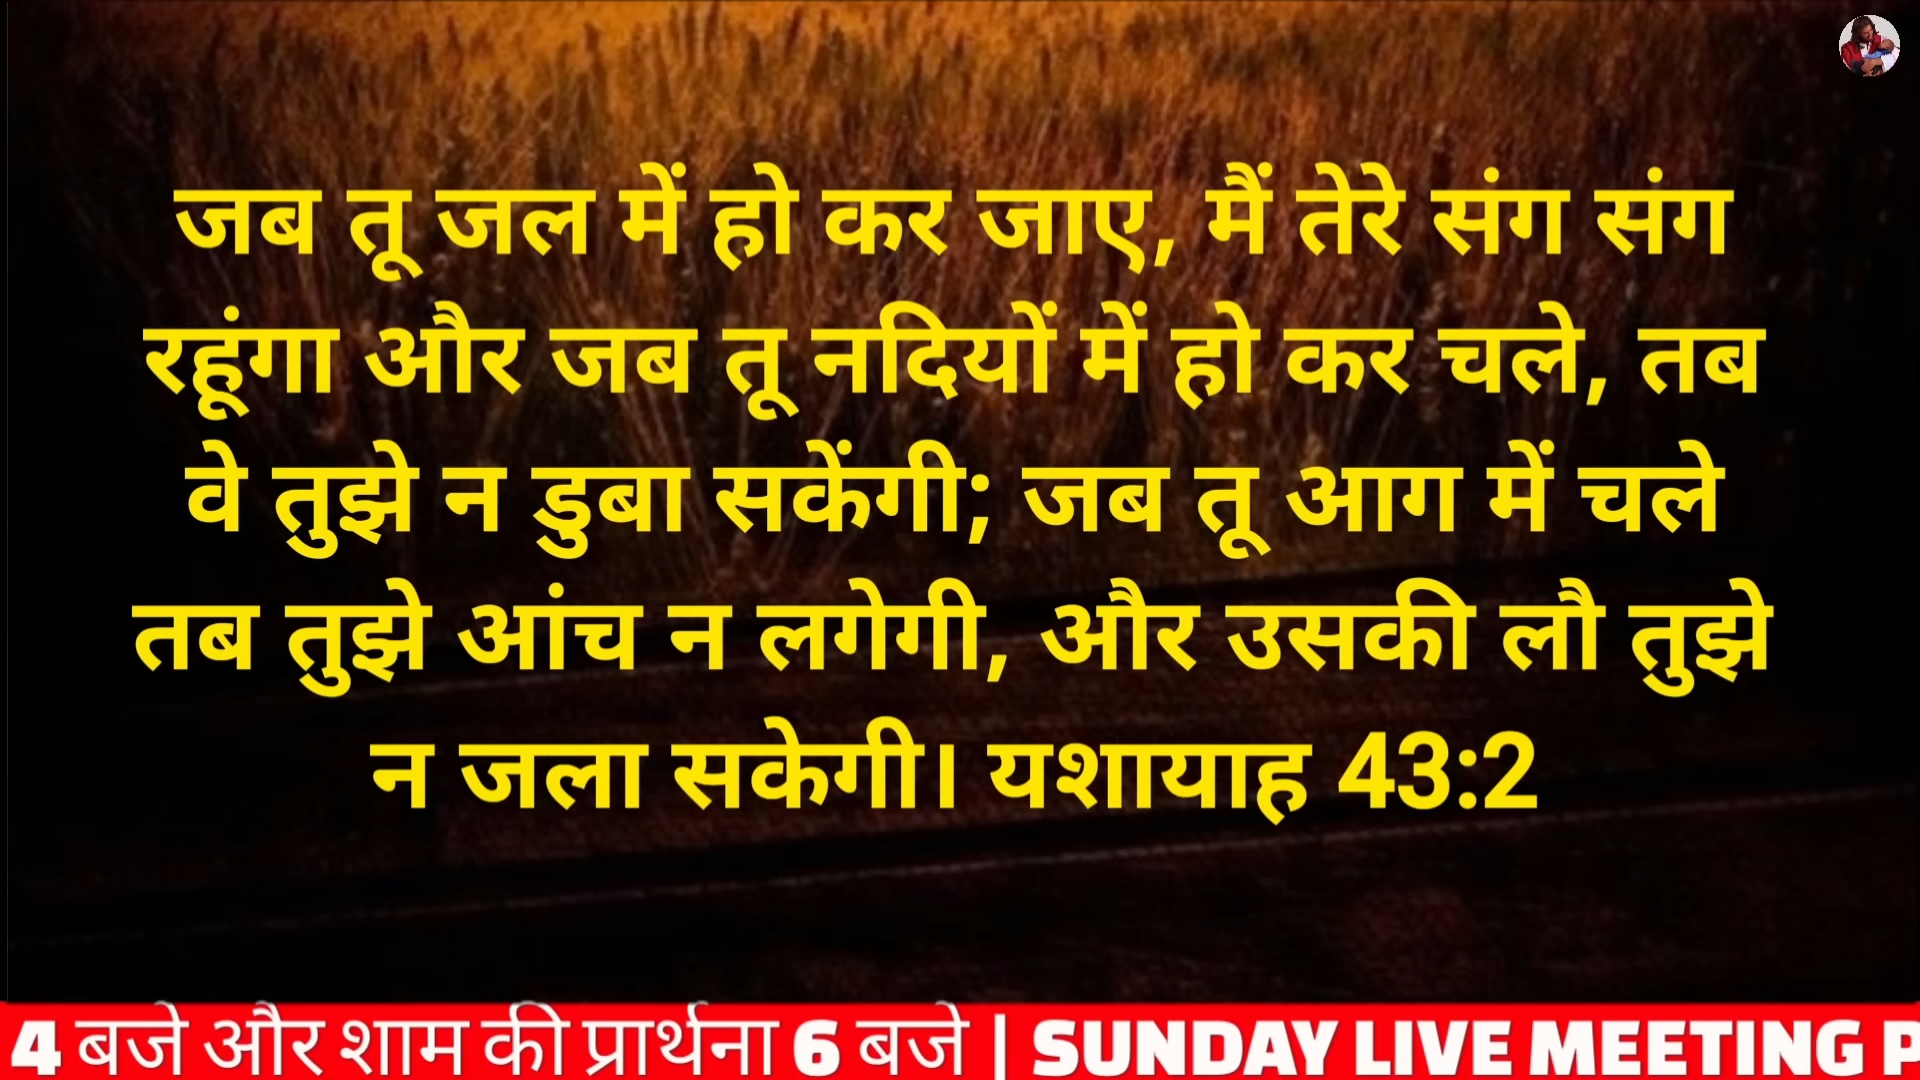 जब तू जल में हो कर जाए, मैं तेरे संग संग
रहूंगा और जब तू नदियों में हो कर चले, तब
वे तुझे न डुबा सकेंगी; जब तू आग में चले
तब तुझे आंच न लगेगी, और उसकी लौ तुझे
न जला सकेगी। यशायाह 43:2
4 बजे और शाम की प्रार्थना 6 बजे | SUNDAY LIVE MEETING P